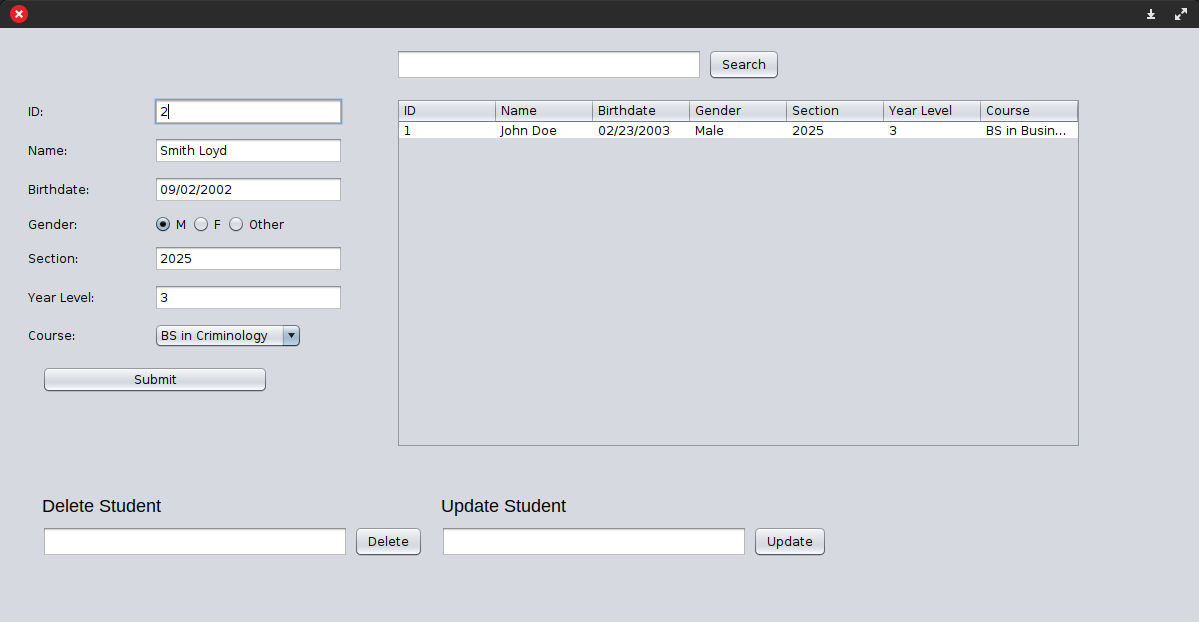 Search
ID: 2
Name: Smith Loyd
Birthdate: 09/02/2002
Gender: M F Other
Section: 2025
Year Level: 3
Course: BS in Criminology
Submit
ID Name Birthdate Gender Section Year Level Course
1 John Doe 02/23/2003 Male 2025 3 BS in Busin...
Delete Student
Delete
Update Student
Update